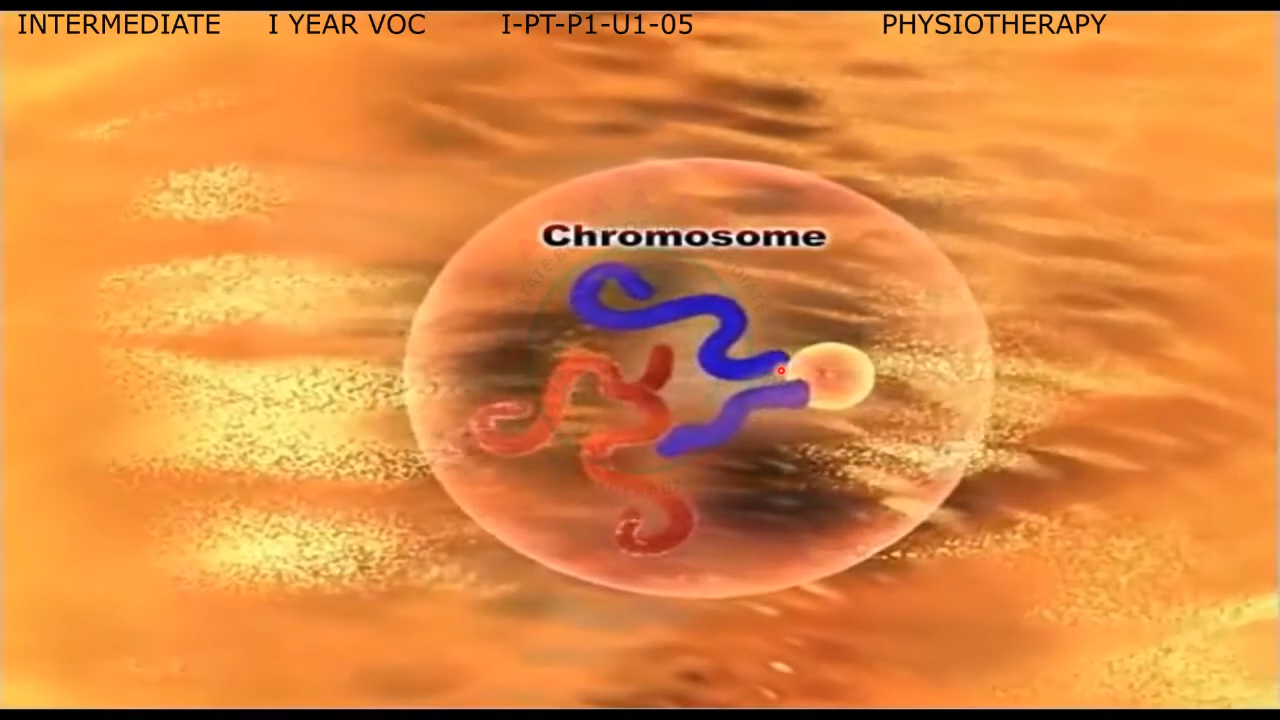 INTERMEDIATE I YEAR VOC I-PT-P1-U1-05 PHYSIOTHERAPY
Chromosome